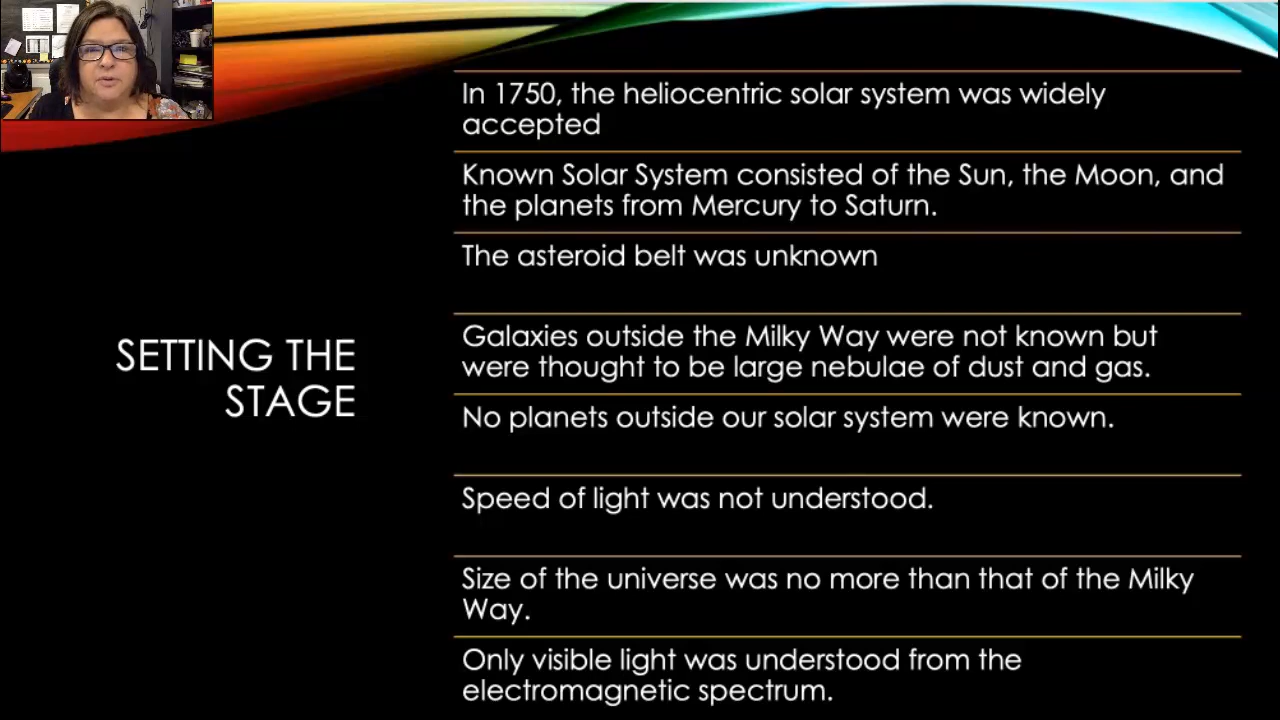 SETTING THE
STAGE
In 1750, the heliocentric solar system was widely
accepted
Known Solar System consisted of the Sun, the Moon, and
the planets from Mercury to Saturn.
The asteroid belt was unknown
Galaxies outside the Milky Way were not known but
were thought to be large nebulae of dust and gas.
No planets outside our solar system were known.
Speed of light was not understood.
Size of the universe was no more than that of the Milky
Way.
Only visible light was understood from the
electromagnetic spectrum.